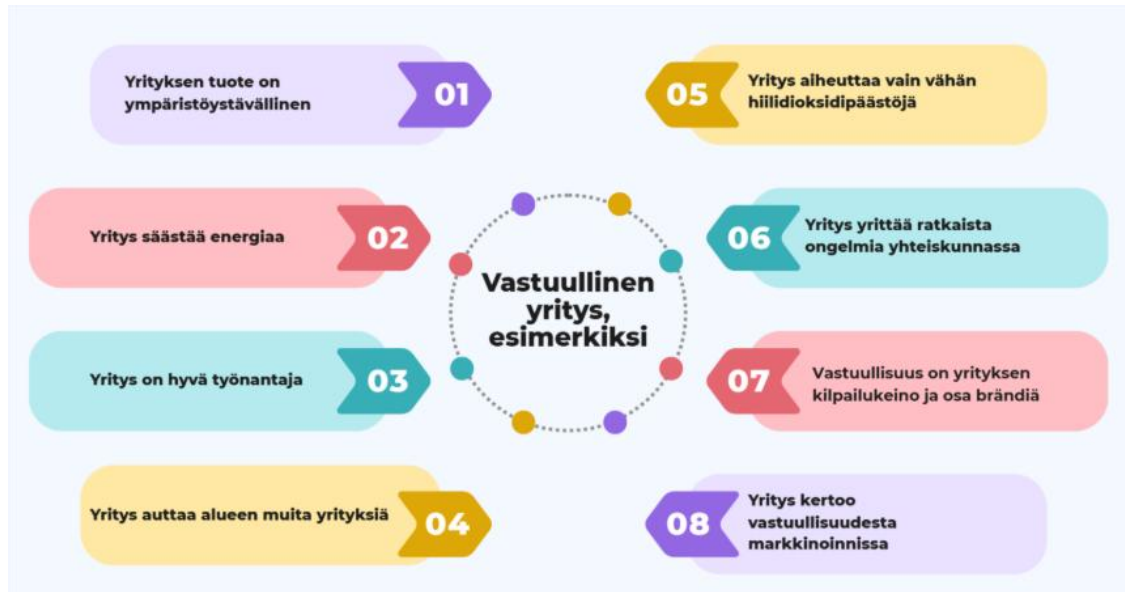 Yrityksen tuote on
ympäristöystävällinen
01
Yritys säästää energiaa
02
Yritys on hyvä työnantaja
03
Yritys auttaa alueen muita yrityksiä
04
Vastuullinen
yritys,
esimerkiksi
05
Yritys aiheuttaa vain vähän
hiilidioksidipäästöjä
06
Yritys yrittää ratkaista
ongelmia yhteiskunnassa
07
Vastuullisuus on yrityksen
kilpailukeino ja osa brändiä
08
Yritys kertoo
vastuullisuudesta
markkinoinnissa